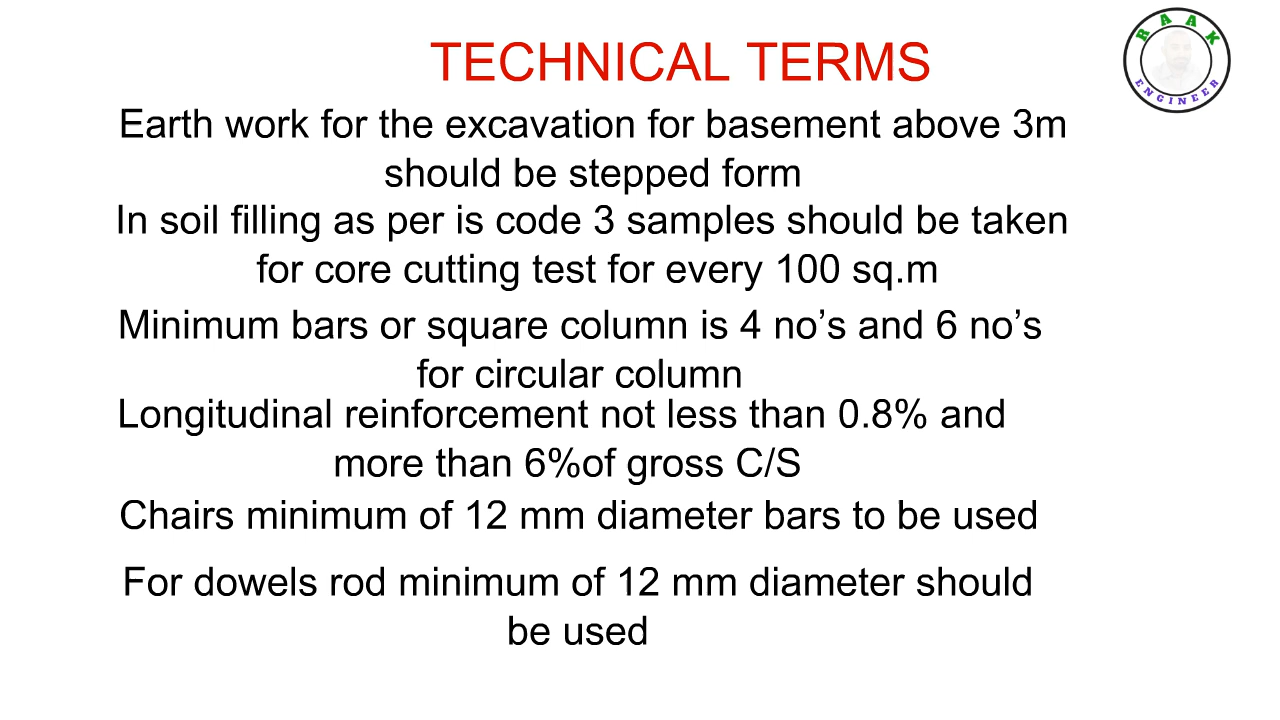 RAAK
ENGINEER
TECHNICAL TERMS
Earth work for the excavation for basement above 3m
should be stepped form
In soil filling as per is code 3 samples should be taken
for core cutting test for every 100 sq.m
Minimum bars or square column is 4 no’s and 6 no’s
for circular column
Longitudinal reinforcement not less than 0.8% and
more than 6%of gross C/S
Chairs minimum of 12 mm diameter bars to be used
For dowels rod minimum of 12 mm diameter should
be used